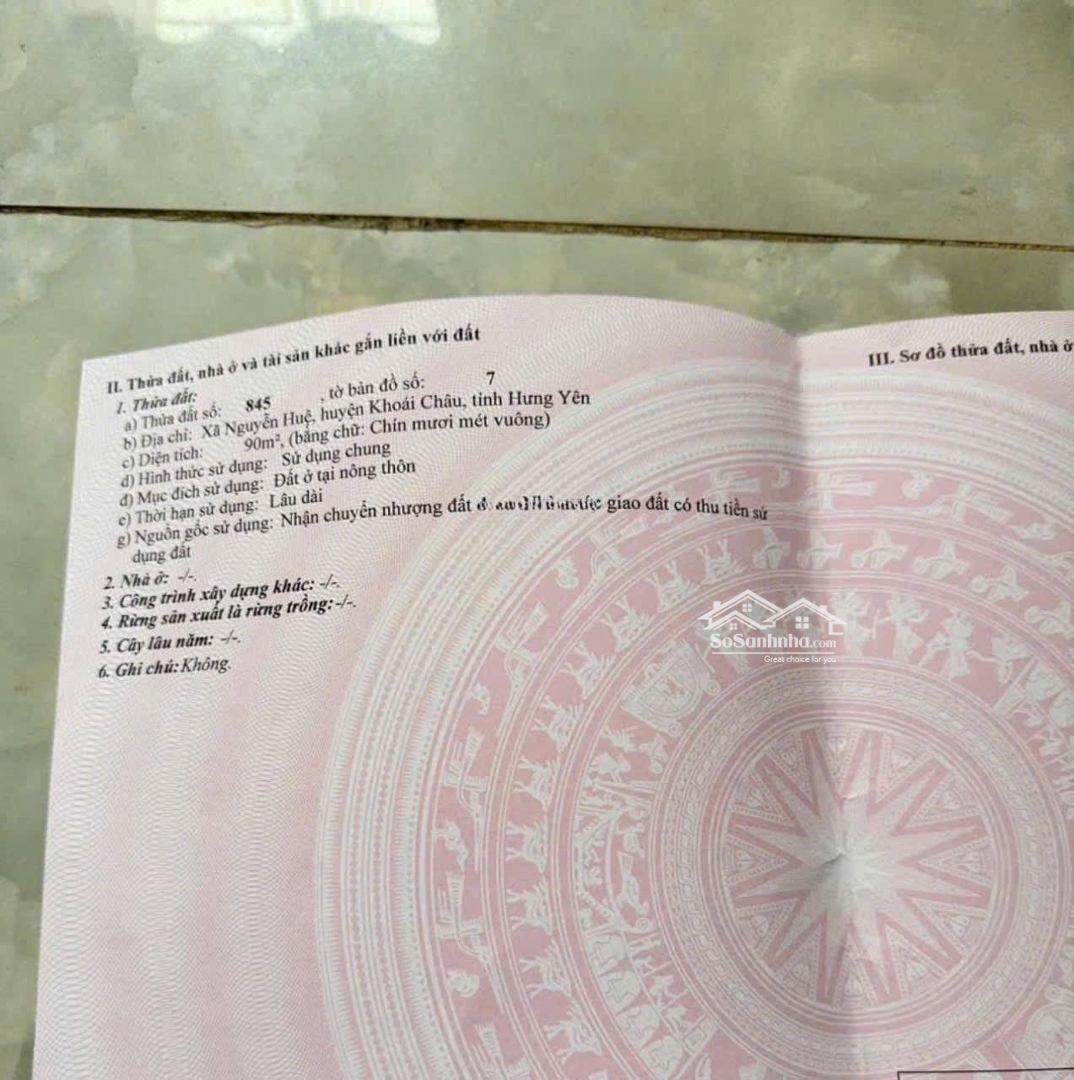 II. Thửa đất, nhà ở và tài sản khác gắn liền với đất
1. Thửa đất:
a) Thửa đất số: 845 , tờ bản đồ số: 7
b) Địa chỉ: Xã Nguyễn Huệ, huyện Khoái Châu, tỉnh Hưng Yên
c) Diện tích: 90m², (bằng chữ: Chín mươi mét vuông)
d) Hình thức sử dụng: Sử dụng chung
đ) Mục đích sử dụng: Đất ở tại nông thôn
e) Thời hạn sử dụng: Lâu dài
g) Nguồn gốc sử dụng: Nhận chuyển nhượng đất giao đất có thu tiền sử
dụng đất
2. Nhà ở: -/-.
3. Công trình xây dựng khác: -/-.
4. Rừng sản xuất là rừng trồng: -/-.
5. Cây lâu năm: -/-.
6. Ghi chú: Không.
III. Sơ đồ thửa đất, nhà ở
SoSanhnha.com
Great choice for you